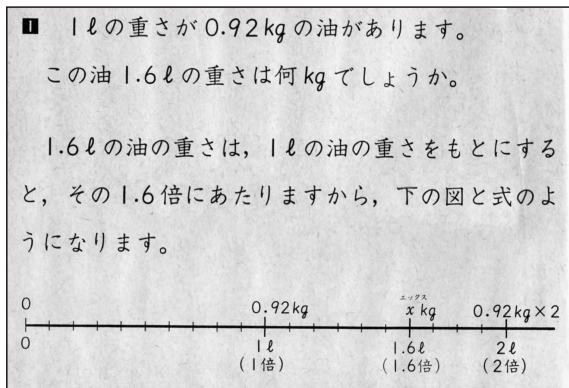 1 1ℓの重さが0.92kgの油があります。
この油1.6ℓの重さは何kgでしょうか。
1.6ℓの油の重さは，1ℓの油の重さをもとにする
と，その1.6倍にあたりますから，下の図と式のよ
うになります。
エックス
0 0.92kg x kg 0.92kg×2
0 1ℓ 1.6ℓ 2ℓ
(1倍) (1.6倍) (2倍)